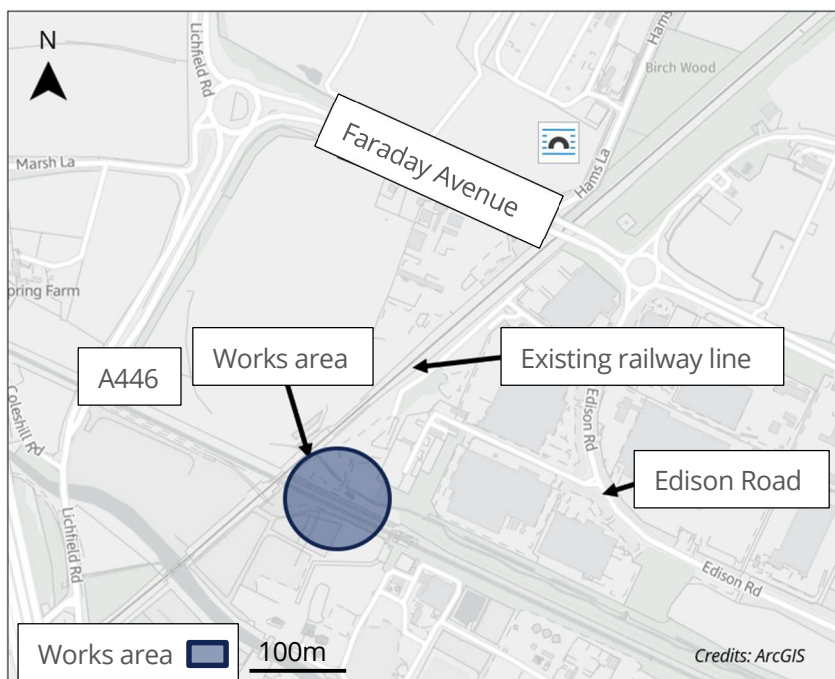 N
Lichfield Rd
Hams
Birch Wood
Faraday Avenue
Marsh La
Hams La
pring Farm
Works area
Existing railway line
A446
Coleshill Rd
Edison Rd
Edison Road
Lichfield Rd
Edison Rd
Works area
100m
Credits: ArcGIS